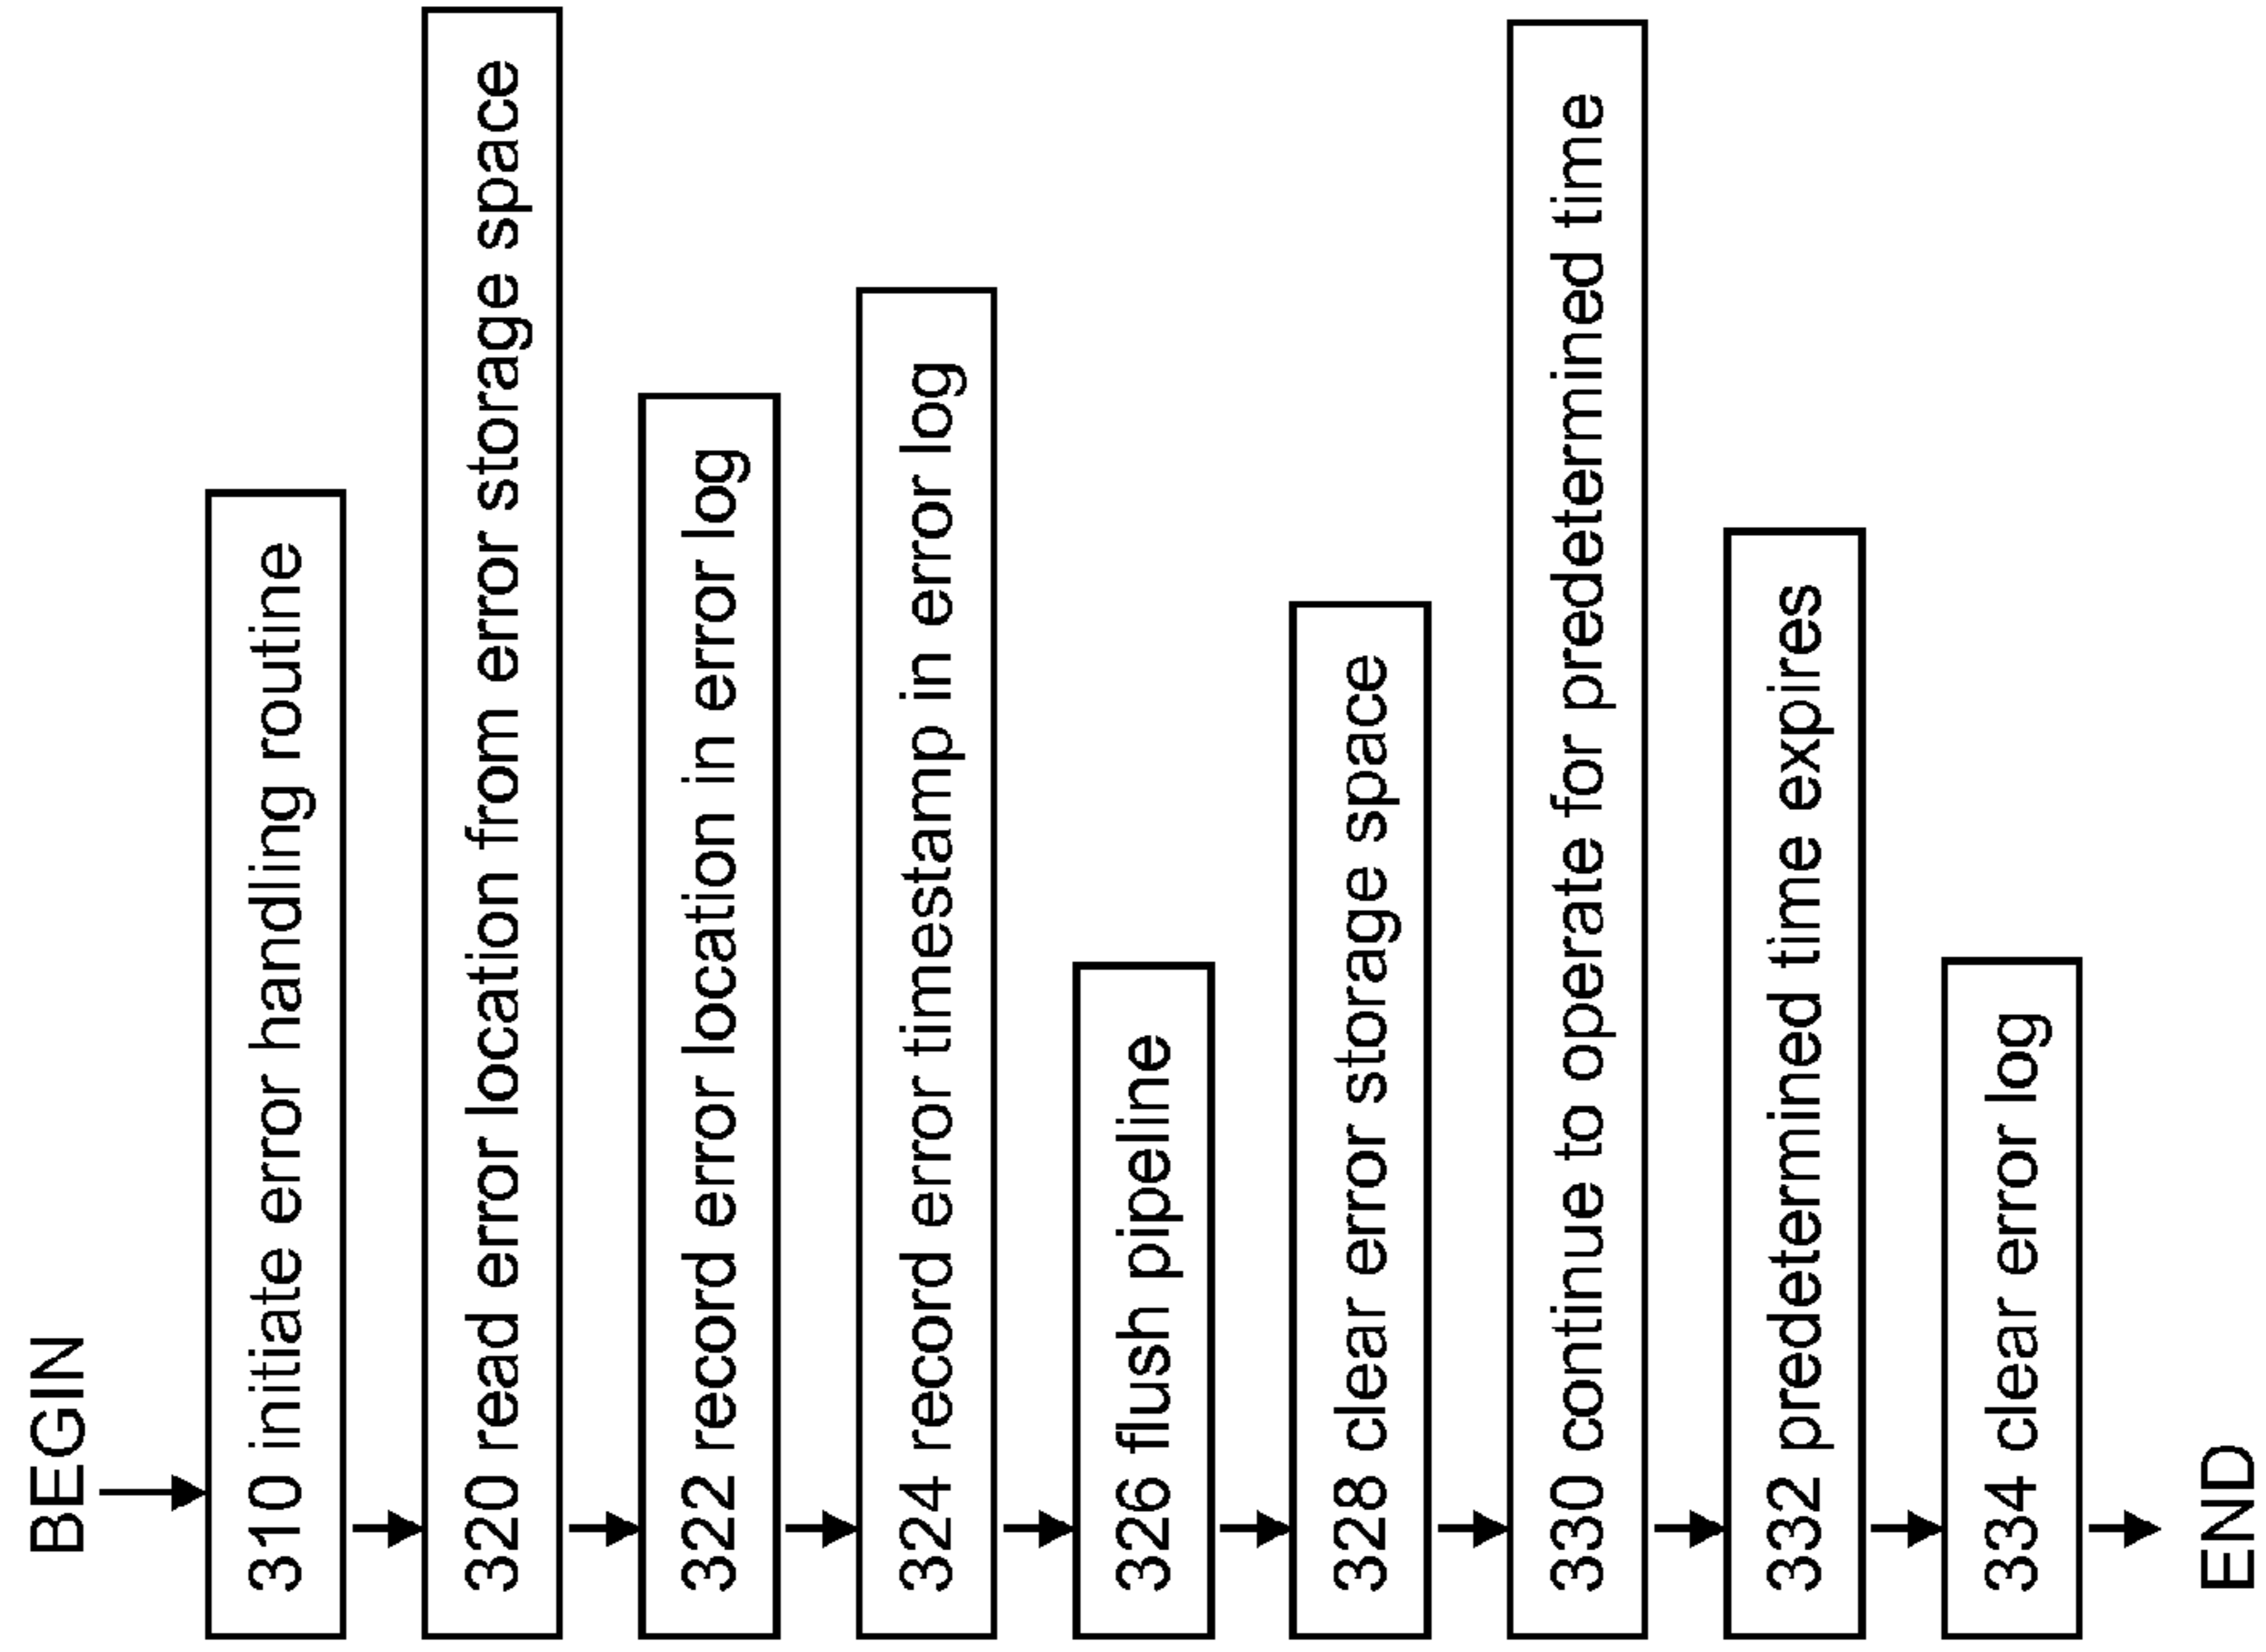 BEGIN
310 initiate error handling routine
320 read error location from error storage space
322 record error location in error log
324 record error timestamp in error log
326 flush pipeline
328 clear error storage space
330 continue to operate for predetermined time
332 predetermined time expires
334 clear error log
END